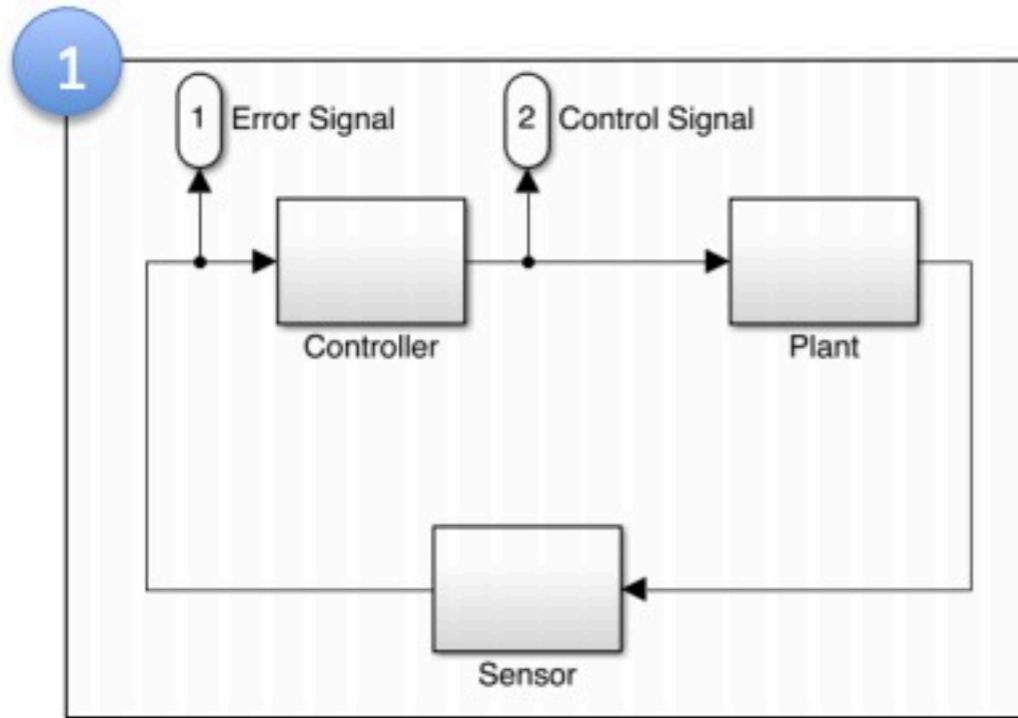 1
1 Error Signal
2 Control Signal
Controller
Plant
Sensor